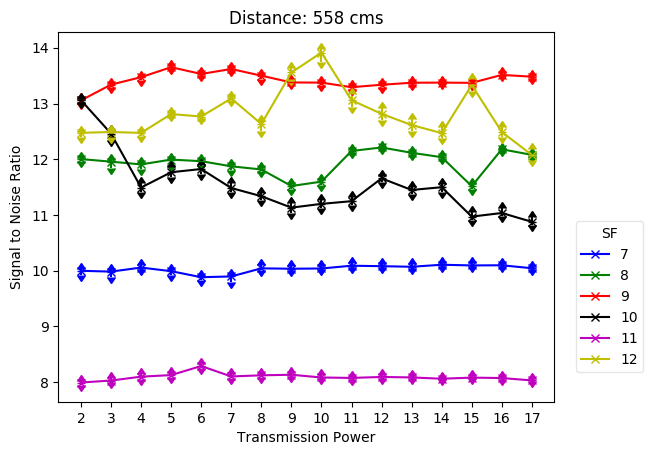 Distance: 558 cms
Signal to Noise Ratio
14
13
12
11
10
9
8
2 3 4 5 6 7 8 9 10 11 12 13 14 15 16 17
Transmission Power
SF
7
8
9
10
11
12